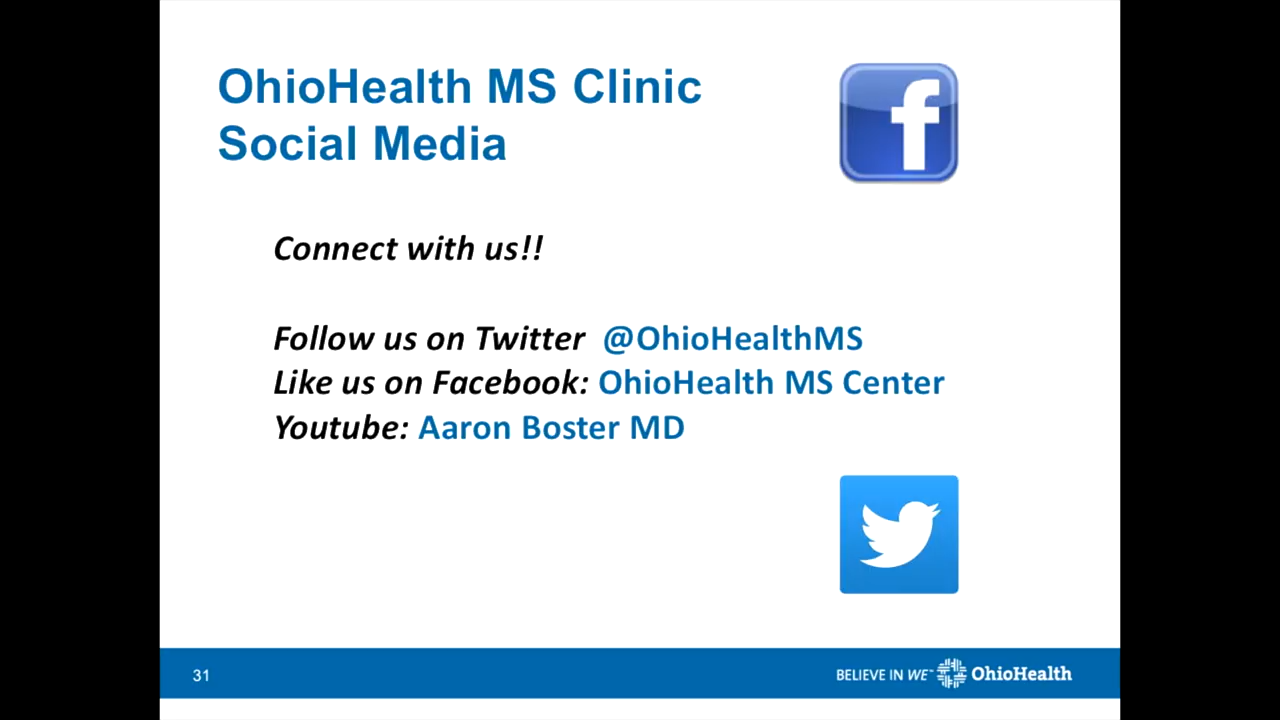 OhioHealth MS Clinic
Social Media
Connect with us!!
Follow us on Twitter @OhioHealthMS
Like us on Facebook: OhioHealth MS Center
Youtube: Aaron Boster MD
31
BELIEVE IN WE™ OhioHealth